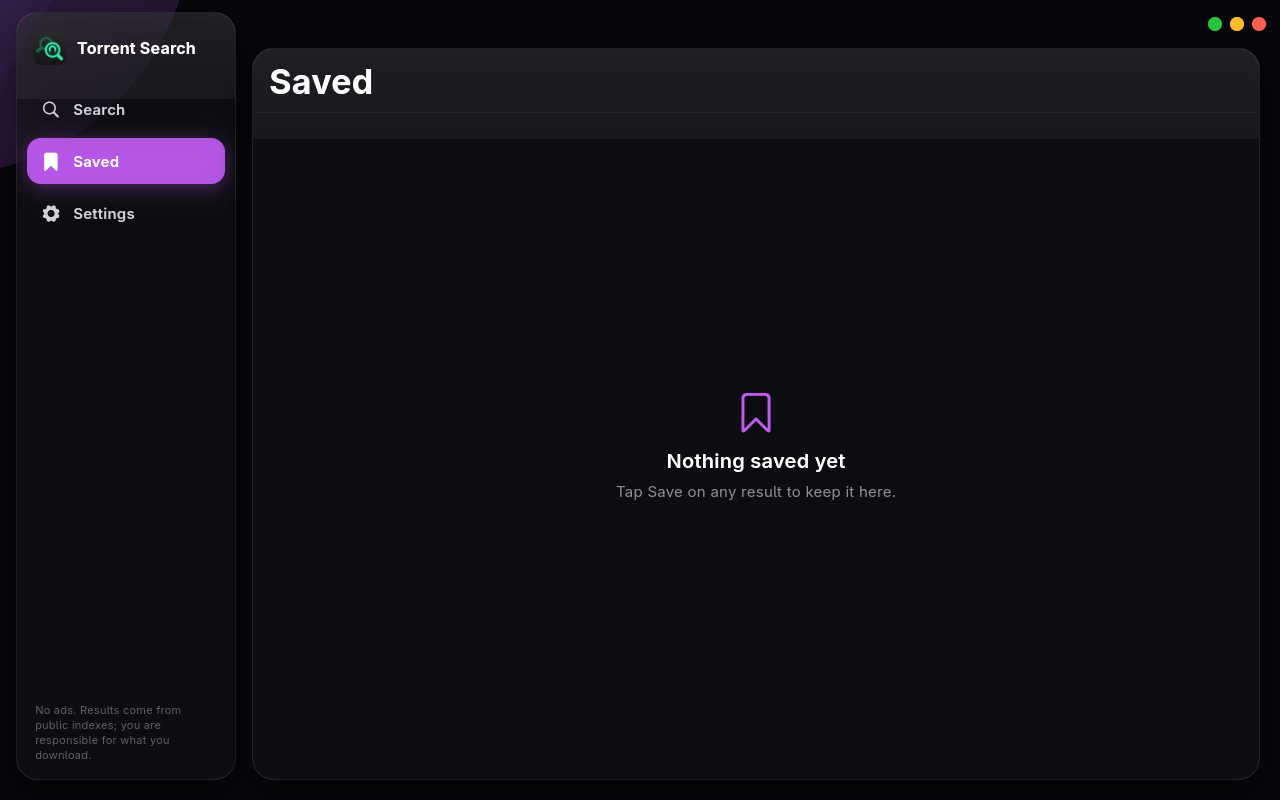 Torrent Search
Search
Saved
Settings
No ads. Results come from
public indexes; you are
responsible for what you
download.
Saved
Nothing saved yet
Tap Save on any result to keep it here.